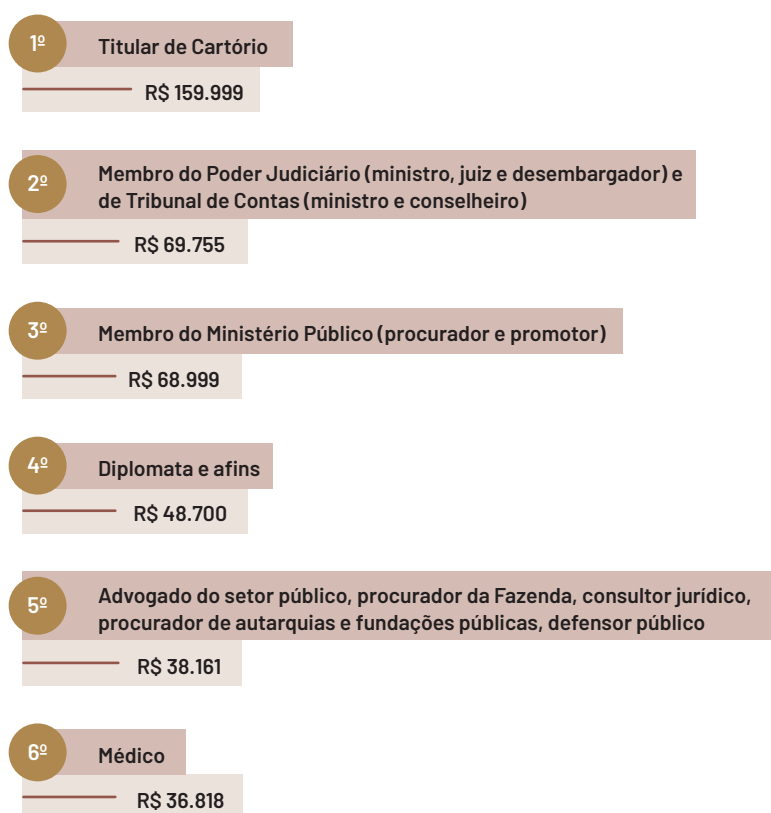 1º
Titular de Cartório
R$ 159.999
2º
Membro do Poder Judiciário (ministro, juiz e desembargador) e
de Tribunal de Contas (ministro e conselheiro)
R$ 69.755
3º
Membro do Ministério Público (procurador e promotor)
R$ 68.999
4º
Diplomata e afins
R$ 48.700
5º
Advogado do setor público, procurador da Fazenda, consultor jurídico,
procurador de autarquias e fundações públicas, defensor público
R$ 38.161
6º
Médico
R$ 36.818